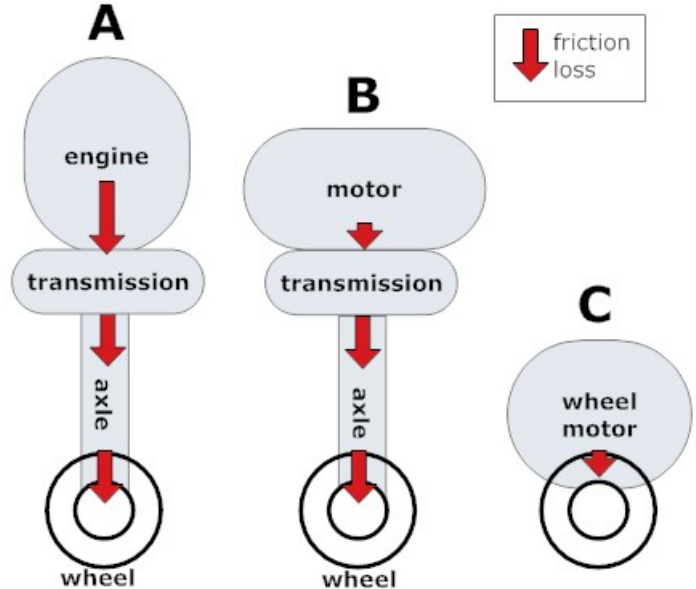 A
engine
transmission
axle
wheel
B
motor
transmission
axle
wheel
C
wheel
motor
friction
loss